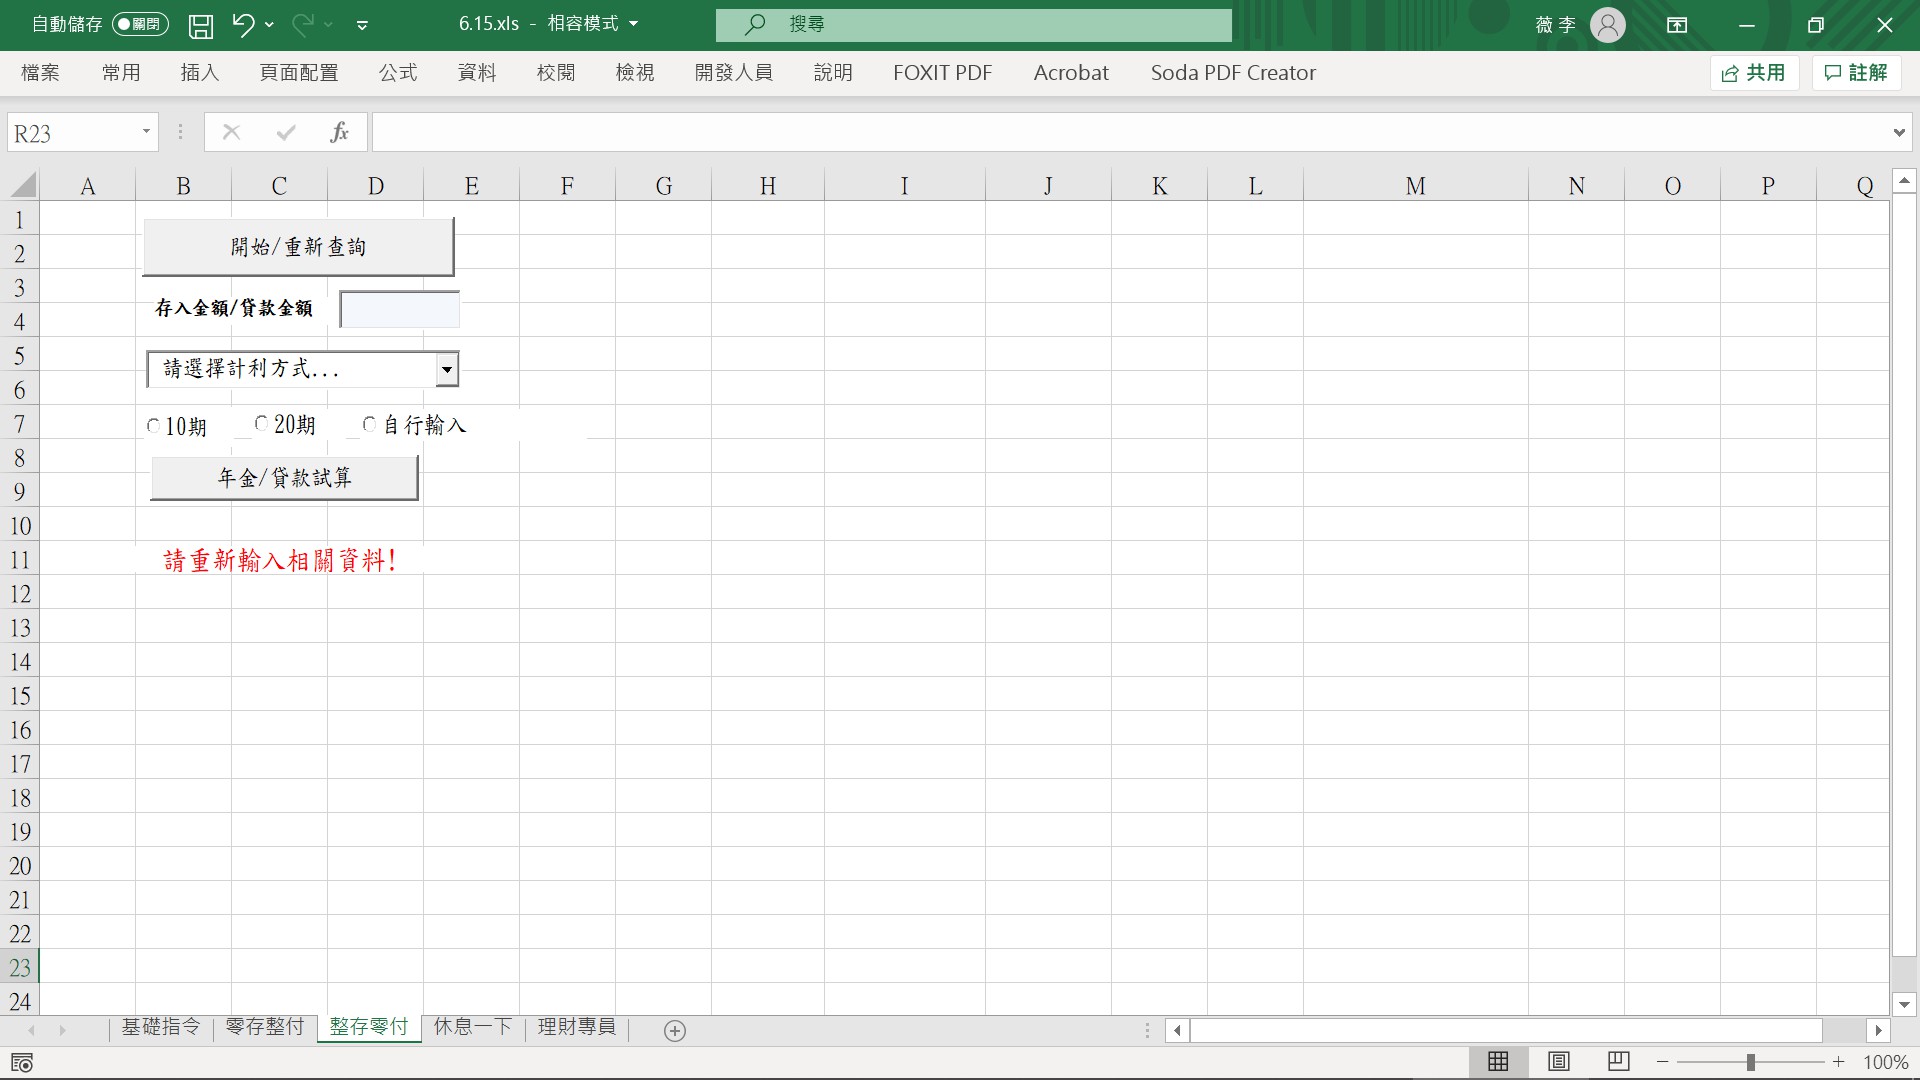 自動儲存 關閉 6.15.xls - 相容模式 搜尋 薇 李
檔案 常用 插入 頁面配置 公式 資料 校閱 檢視 開發人員 說明 FOXIT PDF Acrobat Soda PDF Creator 共用 註解
R23 fx
A B C D E F G H I J K L M N O P Q
1
開始/重新查詢
2
3
存入金額/貸款金額
4
5
請選擇計利方式...
6
7 10期 20期 自行輸入
8
年金/貸款試算
9
10
11 請重新輸入相關資料!
12
13
14
15
16
17
18
19
20
21
22
23
24
基礎指令 零存整付 整存零付 休息一下 理財專員
100%